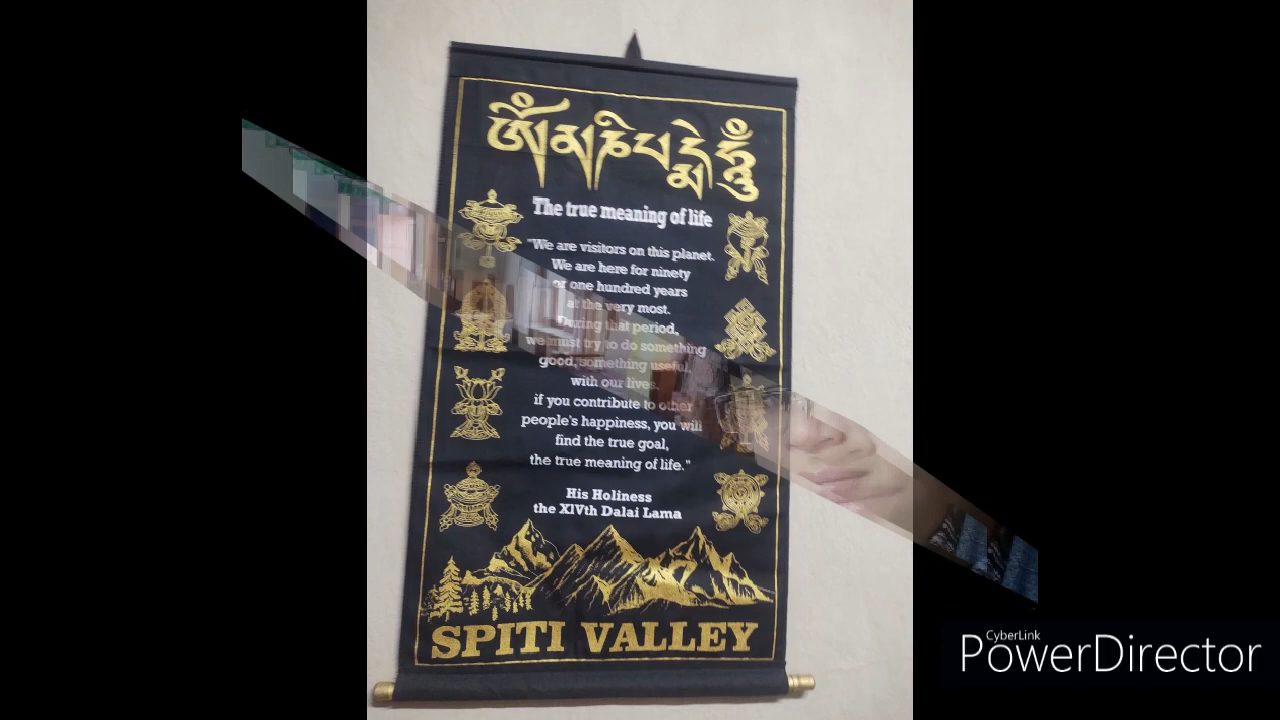 ༀམཎིཔདྨེཧཱུྃ
The true meaning of life
"We are visitors on this planet.
We are here for ninety
or one hundred years
at the very most.
During that period,
we must try to do something
good, something useful,
with our lives.
if you contribute to other
people's happiness, you will
find the true goal,
the true meaning of life."
His Holiness
the XIVth Dalai Lama
SPITI VALLEY
CyberLink
PowerDirector